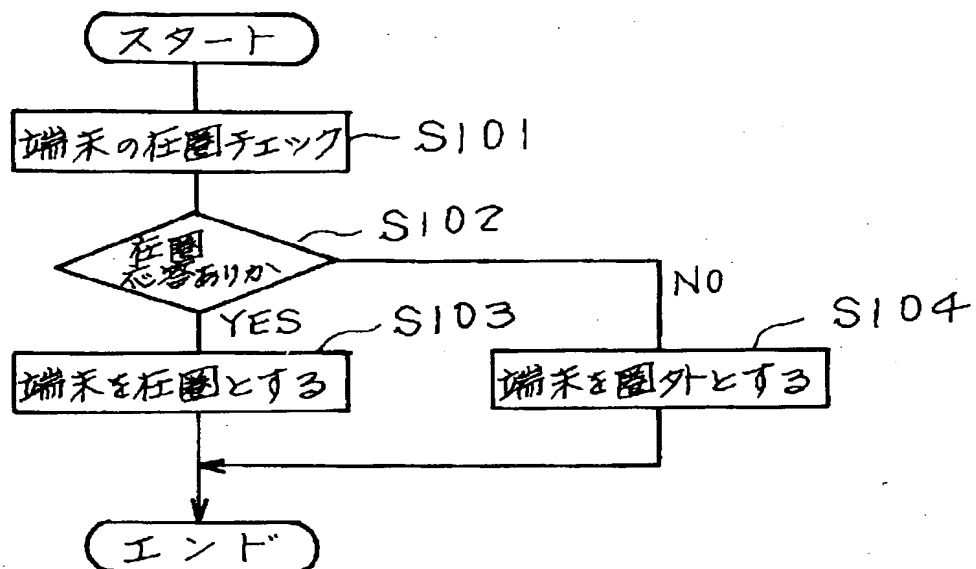 スタート
端末の在圏チェック
S101
S102
在圏
応答ありか
NO
YES
S103
S104
端末を在圏とする
端末を圏外とする
エンド